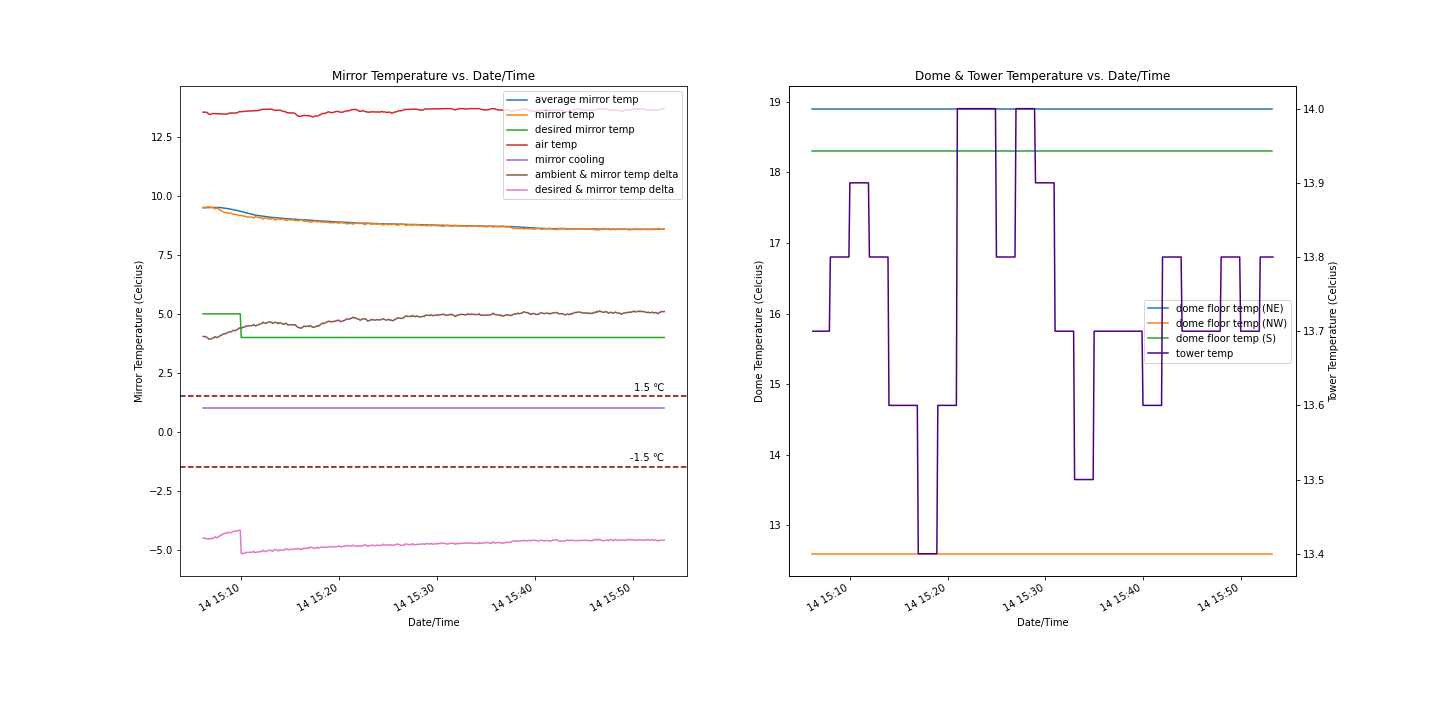 Mirror Temperature vs. Date/Time
Mirror Temperature (Celcius)
12.5
10.0
7.5
5.0
2.5
0.0
−2.5
−5.0
average mirror temp
mirror temp
desired mirror temp
air temp
mirror cooling
ambient & mirror temp delta
desired & mirror temp delta
1.5 °C
-1.5 °C
14 15:10
14 15:20
14 15:30
14 15:40
14 15:50
Date/Time
Dome & Tower Temperature vs. Date/Time
Dome Temperature (Celcius)
19
18
17
16
15
14
13
dome floor temp (NE)
dome floor temp (NW)
dome floor temp (S)
tower temp
14.0
13.9
13.8
13.7
13.6
13.5
13.4
Tower Temperature (Celcius)
14 15:10
14 15:20
14 15:30
14 15:40
14 15:50
Date/Time